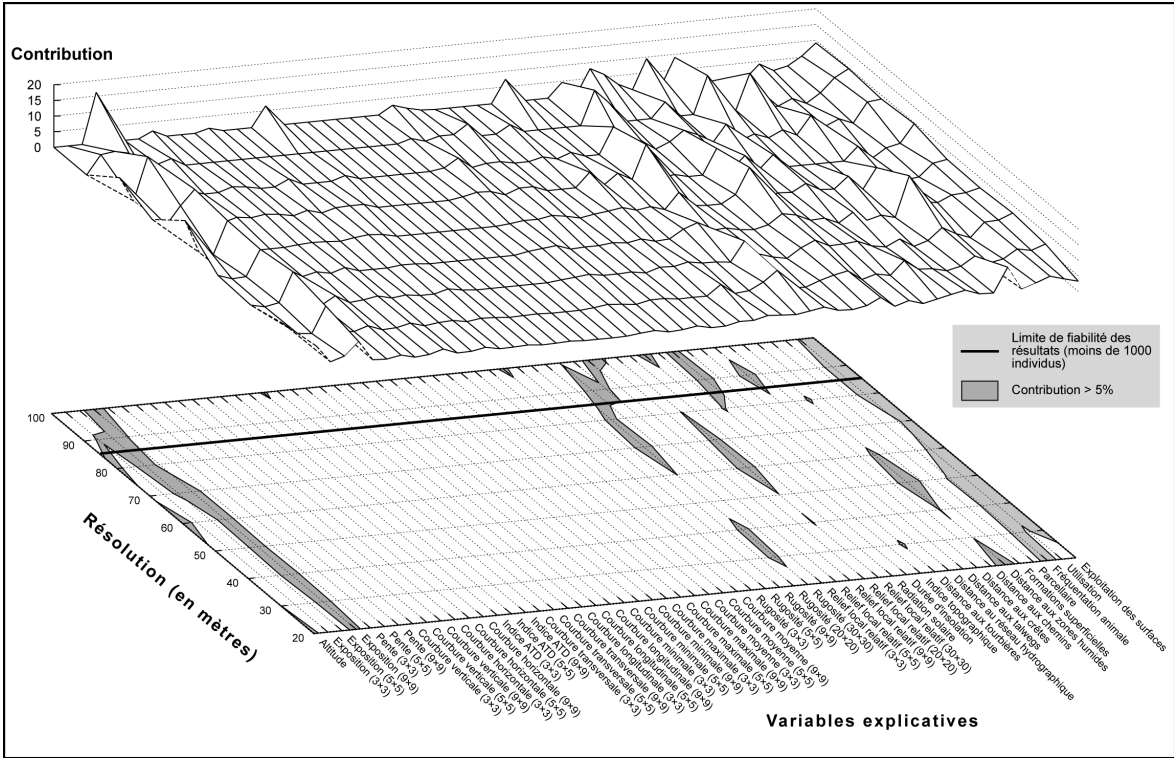 Contribution
20
15
10
5
0
Limite de fiabilité des
résultats (moins de 1000
individus)
Contribution > 5%
100
90
80
70
60
50
40
30
20
Résolution (en mètres)
Altitude
Exposition (3×3)
Exposition (5×5)
Exposition (9×9)
Pente (3×3)
Pente (5×5)
Pente (9×9)
Courbure verticale (3×3)
Courbure verticale (5×5)
Courbure verticale (9×9)
Courbure horizontale (3×3)
Courbure horizontale (5×5)
Courbure horizontale (9×9)
Indice ATD (3×3)
Indice ATD (5×5)
Indice ATD (9×9)
Courbure transversale (3×3)
Courbure transversale (5×5)
Courbure transversale (9×9)
Courbure longitudinale (3×3)
Courbure longitudinale (5×5)
Courbure longitudinale (9×9)
Courbure minimale (3×3)
Courbure minimale (5×5)
Courbure minimale (9×9)
Courbure maximale (3×3)
Courbure maximale (5×5)
Courbure maximale (9×9)
Courbure moyenne (3×3)
Courbure moyenne (5×5)
Courbure moyenne (9×9)
Rugosité (3×3)
Rugosité (5×5)
Rugosité (9×9)
Rugosité (20×20)
Rugosité (30×30)
Relief local relatif (3×3)
Relief local relatif (5×5)
Relief local relatif (9×9)
Relief local relatif (20×20)
Relief local relatif (30×30)
Radiation solaire
Durée d'insolation
Indice topographique
Distance aux tourbières
Distance au réseau hydrographique
Distance aux talwegs
Distance aux crêtes
Distance aux chemins
Distance aux zones humides
Formations superficielles
Parcellaire
Fréquentation animale
Utilisation
Exploitation des surfaces
Variables explicatives